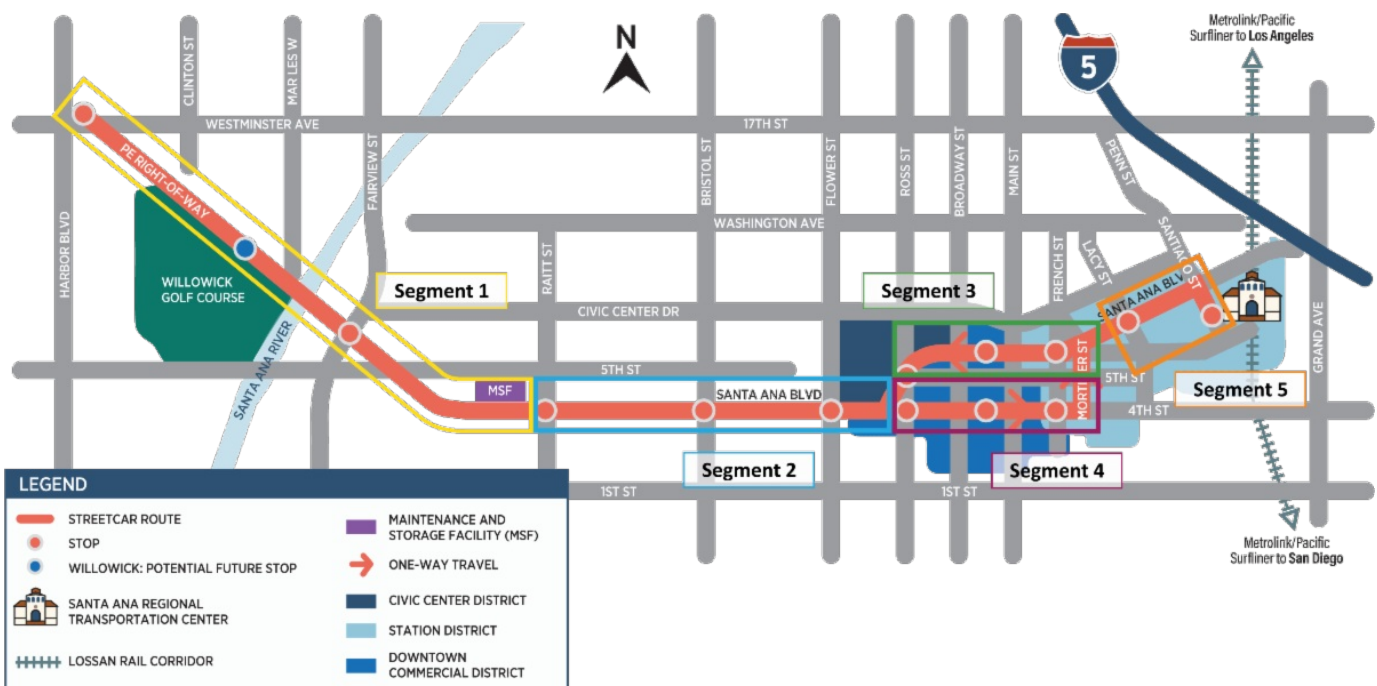 Metrolink/Pacific
Surfliner to Los Angeles
N
5
CLINTON ST
MAR LES W
HARBOR BLVD
WESTMINSTER AVE
17TH ST
FAIRVIEW ST
BRISTOL ST
FLOWER ST
ROSS ST
BROADWAY ST
MAIN ST
PENN ST
PE RIGHT-OF-WAY
WASHINGTON AVE
RAITT ST
FRENCH ST
LACY ST
SANTIAGO ST
GRAND AVE
WILLOWICK
GOLF COURSE
Segment 1
Segment 3
SANTA ANA BLV
CIVIC CENTER DR
SANTA ANA RIVER
5TH ST
MORTIMER ST
5TH ST
Segment 5
MSF
SANTA ANA BLVD
4TH ST
Segment 2
Segment 4
1ST ST
1ST ST
Metrolink/Pacific
Surfliner to San Diego
LEGEND
STREETCAR ROUTE
STOP
WILLOWICK: POTENTIAL FUTURE STOP
SANTA ANA REGIONAL
TRANSPORTATION CENTER
LOSSAN RAIL CORRIDOR
MAINTENANCE AND
STORAGE FACILITY (MSF)
ONE-WAY TRAVEL
CIVIC CENTER DISTRICT
STATION DISTRICT
DOWNTOWN
COMMERCIAL DISTRICT